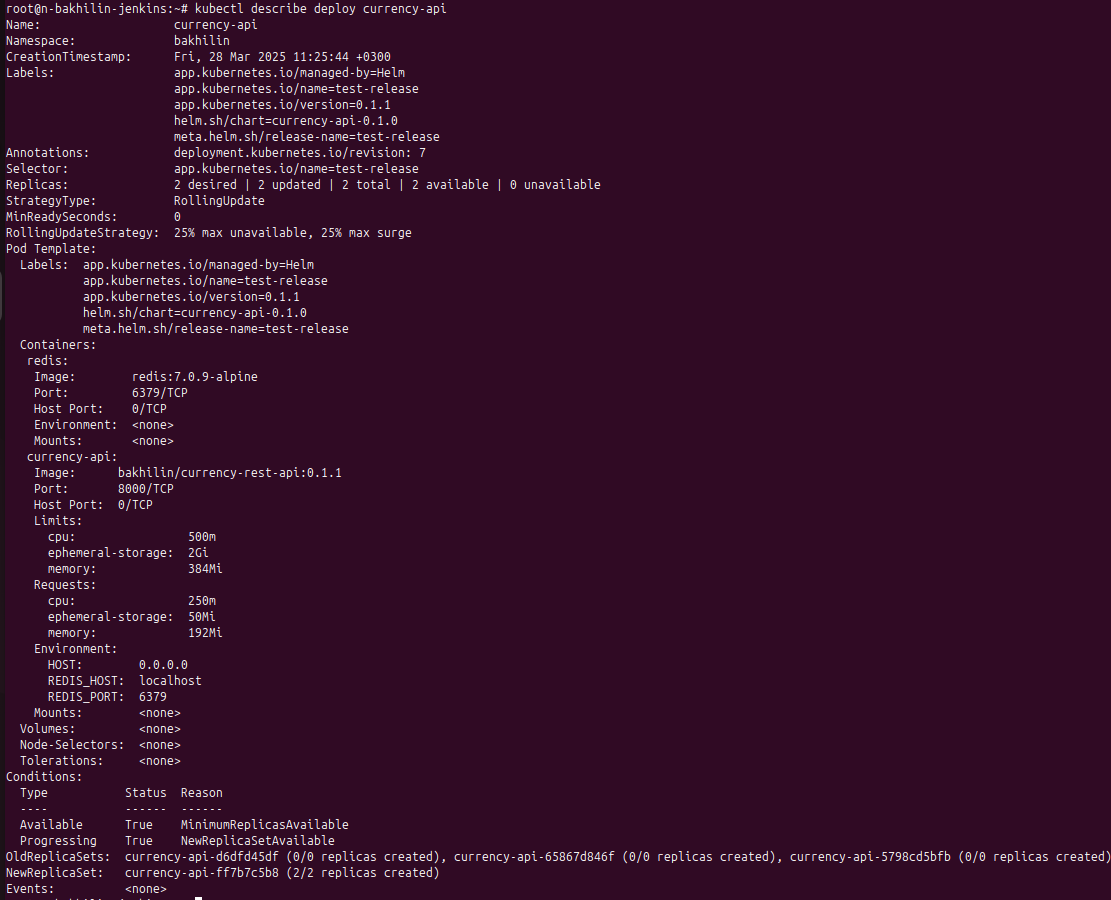 root@n-bakhilin-jenkins:~# kubectl describe deploy currency-api
Name:                   currency-api
Namespace:              bakhilin
CreationTimestamp:      Fri, 28 Mar 2025 11:25:44 +0300
Labels:                 app.kubernetes.io/managed-by=Helm
                        app.kubernetes.io/name=test-release
                        app.kubernetes.io/version=0.1.1
                        helm.sh/chart=currency-api-0.1.0
                        meta.helm.sh/release-name=test-release
Annotations:            deployment.kubernetes.io/revision: 7
Selector:               app.kubernetes.io/name=test-release
Replicas:               2 desired | 2 updated | 2 total | 2 available | 0 unavailable
StrategyType:           RollingUpdate
MinReadySeconds:        0
RollingUpdateStrategy:  25% max unavailable, 25% max surge
Pod Template:
  Labels:  app.kubernetes.io/managed-by=Helm
           app.kubernetes.io/name=test-release
           app.kubernetes.io/version=0.1.1
           helm.sh/chart=currency-api-0.1.0
           meta.helm.sh/release-name=test-release
  Containers:
   redis:
    Image:        redis:7.0.9-alpine
    Port:         6379/TCP
    Host Port:    0/TCP
    Environment:  <none>
    Mounts:       <none>
   currency-api:
    Image:      bakhilin/currency-rest-api:0.1.1
    Port:       8000/TCP
    Host Port:  0/TCP
    Limits:
      cpu:                500m
      ephemeral-storage:  2Gi
      memory:             384Mi
    Requests:
      cpu:                250m
      ephemeral-storage:  50Mi
      memory:             192Mi
    Environment:
      HOST:        0.0.0.0
      REDIS_HOST:  localhost
      REDIS_PORT:  6379
    Mounts:        <none>
  Volumes:         <none>
  Node-Selectors:  <none>
  Tolerations:     <none>
Conditions:
  Type           Status  Reason
  ----           ------  ------
  Available      True    MinimumReplicasAvailable
  Progressing    True    NewReplicaSetAvailable
OldReplicaSets:  currency-api-d6dfd45df (0/0 replicas created), currency-api-65867d846f (0/0 replicas created), currency-api-5798cd5bfb (0/0 replicas created)
NewReplicaSet:   currency-api-ff7b7c5b8 (2/2 replicas created)
Events:          <none>